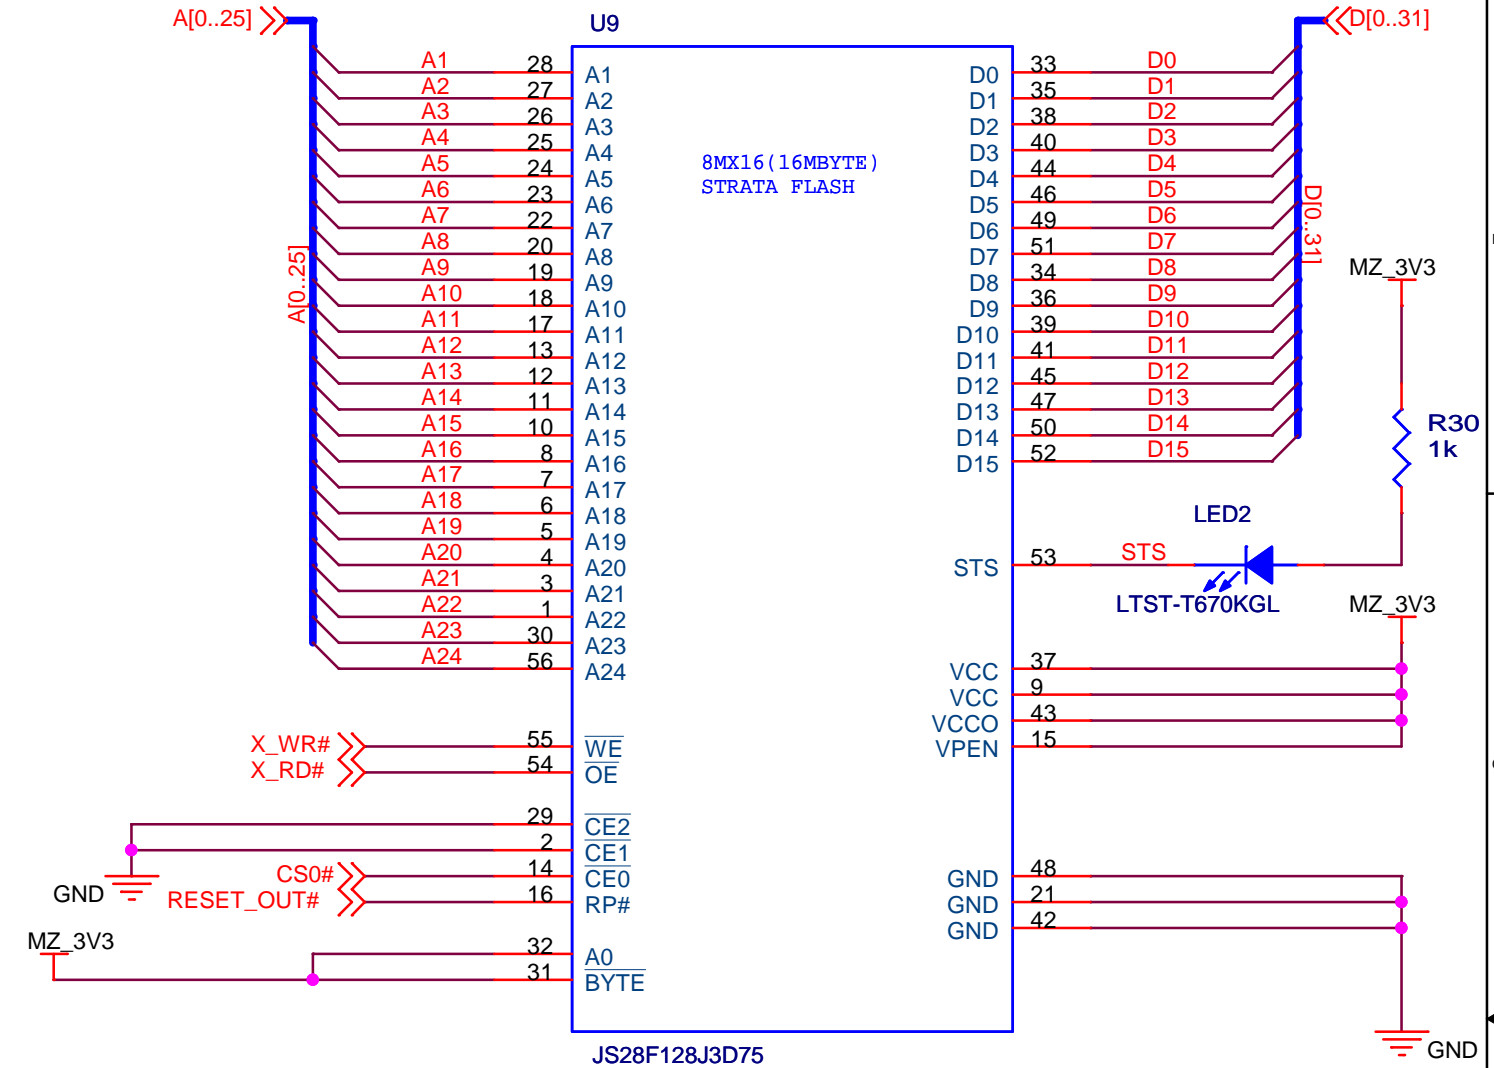 A[0..25] U9 D[0..31]
A1 28 A1 D0 33 D0
A2 27 A2 D1 35 D1
A3 26 A3 D2 38 D2
A4 25 A4 8MX16(16MBYTE) D3 40 D3
A5 24 A5 STRATA FLASH D4 44 D4
A6 23 A6 D5 46 D5
A7 22 A7 D6 49 D6
A8 20 A8 D7 51 D7
A9 19 A9 D8 34 D8
A10 18 A10 D9 36 D9
A11 17 A11 D10 39 D10
A12 13 A12 D11 41 D11
A13 12 A13 D12 45 D12
A14 11 A14 D13 47 D13
A15 10 A15 D14 50 D14
A16 8 A16 D15 52 D15
A17 7 A17
A18 6 A18
A19 5 A19
A20 4 A20 STS 53 STS
A21 3 A21
A22 1 A22
A23 30 A23
A24 56 A24 VCC 37
VCC 9
VCCO 43
VPEN 15
A[0..25]
D[0..31]
MZ_3V3
R30
1k
LED2
LTST-T670KGL
MZ_3V3
X_WR# 55 WE
X_RD# 54 OE
29 CE2
2 CE1
CS0# 14 CE0 GND 48
RESET_OUT# 16 RP# GND 21
GND 42
GND
MZ_3V3
32 A0
31 BYTE
JS28F128J3D75
GND